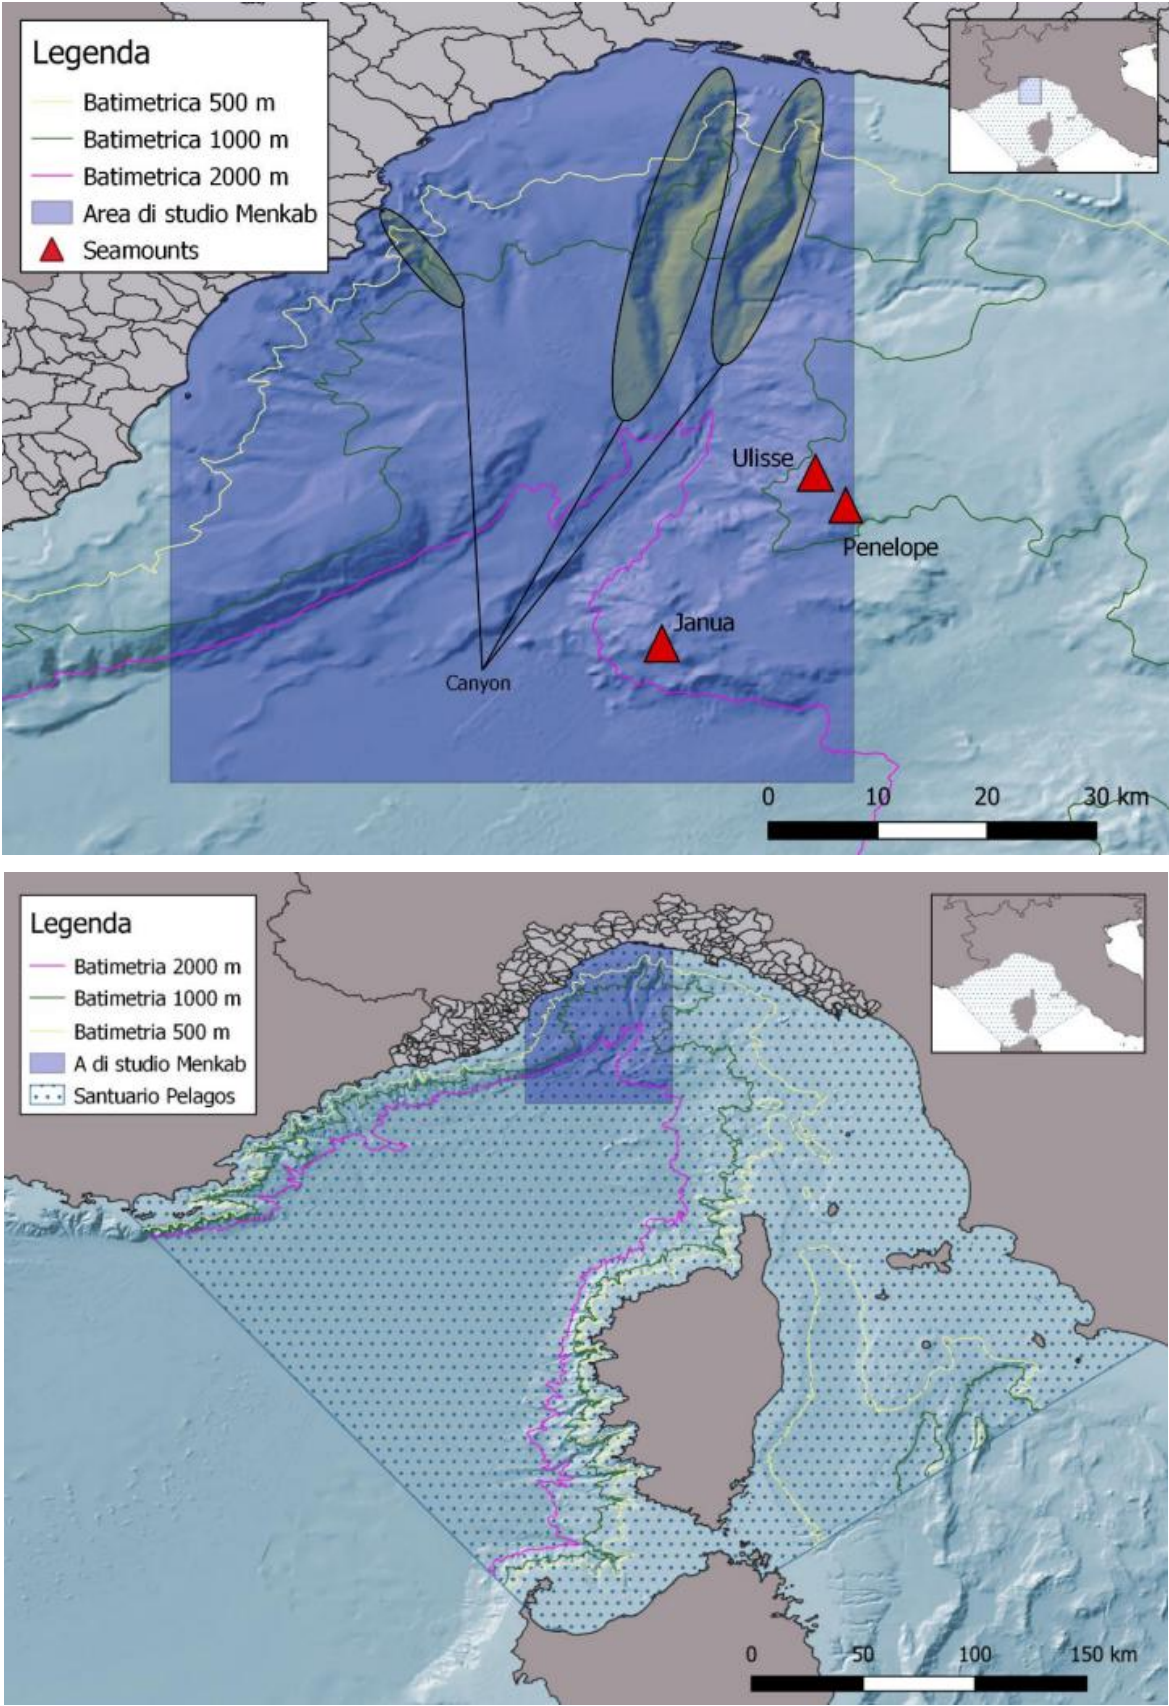 Legenda
Batimetrica 500 m
Batimetrica 1000 m
Batimetrica 2000 m
Area di studio Menkab
Seamounts
Ulisse
Penelope
Janua
Canyon
0 10 20 30 km
Legenda
Batimetria 2000 m
Batimetria 1000 m
Batimetria 500 m
A di studio Menkab
Santuario Pelagos
0 50 100 150 km